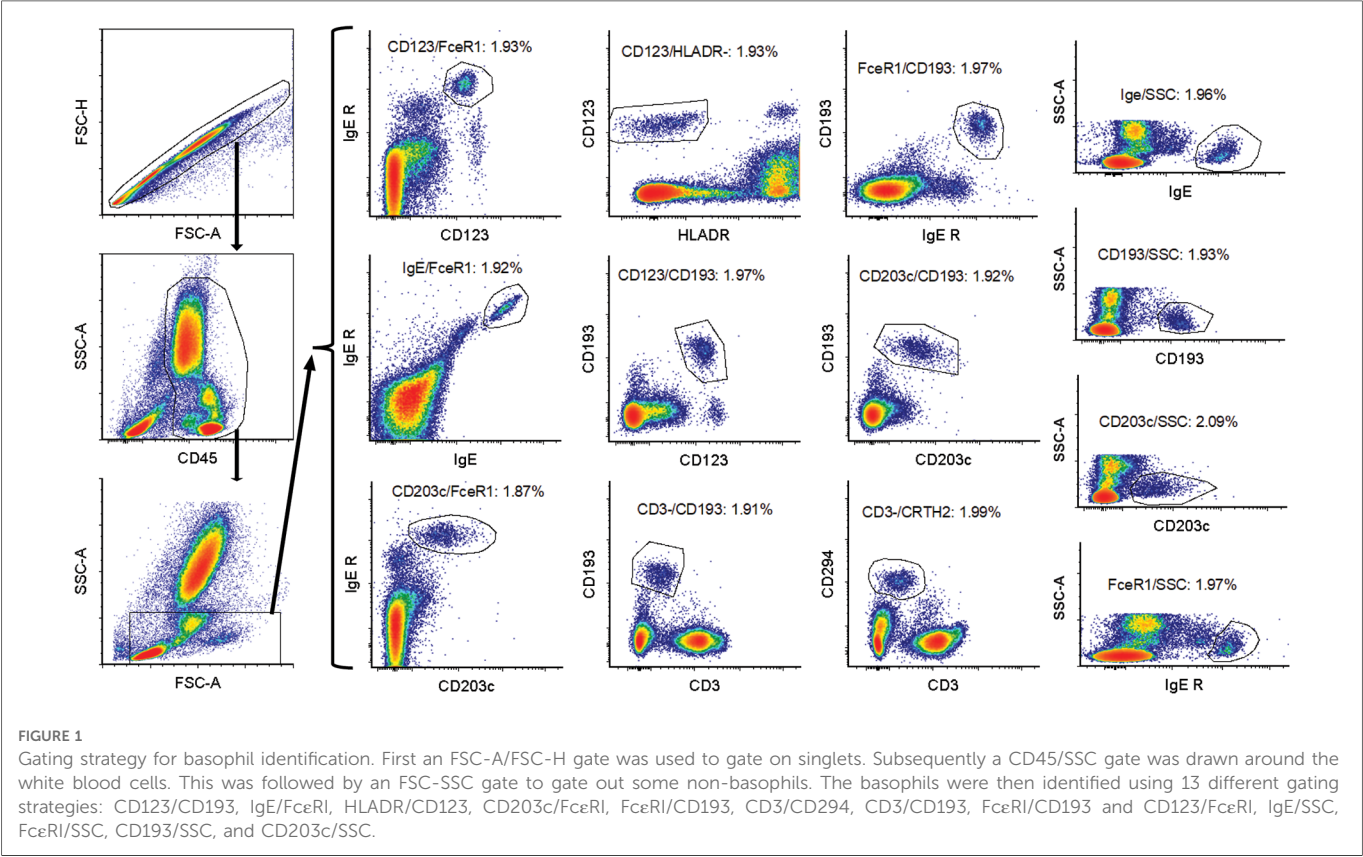 FSC-H
FSC-A
SSC-A
CD45
SSC-A
FSC-A
CD123/FceR1: 1.93%
IgE R
CD123
CD123/HLADR-: 1.93%
CD123
HLADR
FceR1/CD193: 1.97%
CD193
IgE R
IgE/FceR1: 1.92%
IgE R
IgE
CD123/CD193: 1.97%
CD193
CD123
CD203c/CD193: 1.92%
CD193
CD203c
CD203c/FceR1: 1.87%
IgE R
CD203c
CD3-/CD193: 1.91%
CD193
CD3
CD3-/CRTH2: 1.99%
CD294
CD3
Ige/SSC: 1.96%
SSC-A
IgE
CD193/SSC: 1.93%
SSC-A
CD193
CD203c/SSC: 2.09%
SSC-A
CD203c
FceR1/SSC: 1.97%
SSC-A
IgE R
FIGURE 1
Gating strategy for basophil identification. First an FSC-A/FSC-H gate was used to gate on singlets. Subsequently a CD45/SSC gate was drawn around the
white blood cells. This was followed by an FSC-SSC gate to gate out some non-basophils. The basophils were then identified using 13 different gating
strategies: CD123/CD193, IgE/FcεRI, HLADR/CD123, CD203c/FcεRI, FcεRI/CD193, CD3/CD294, CD3/CD193, FcεRI/CD193 and CD123/FcεRI, IgE/SSC,
FcεRI/SSC, CD193/SSC, and CD203c/SSC.